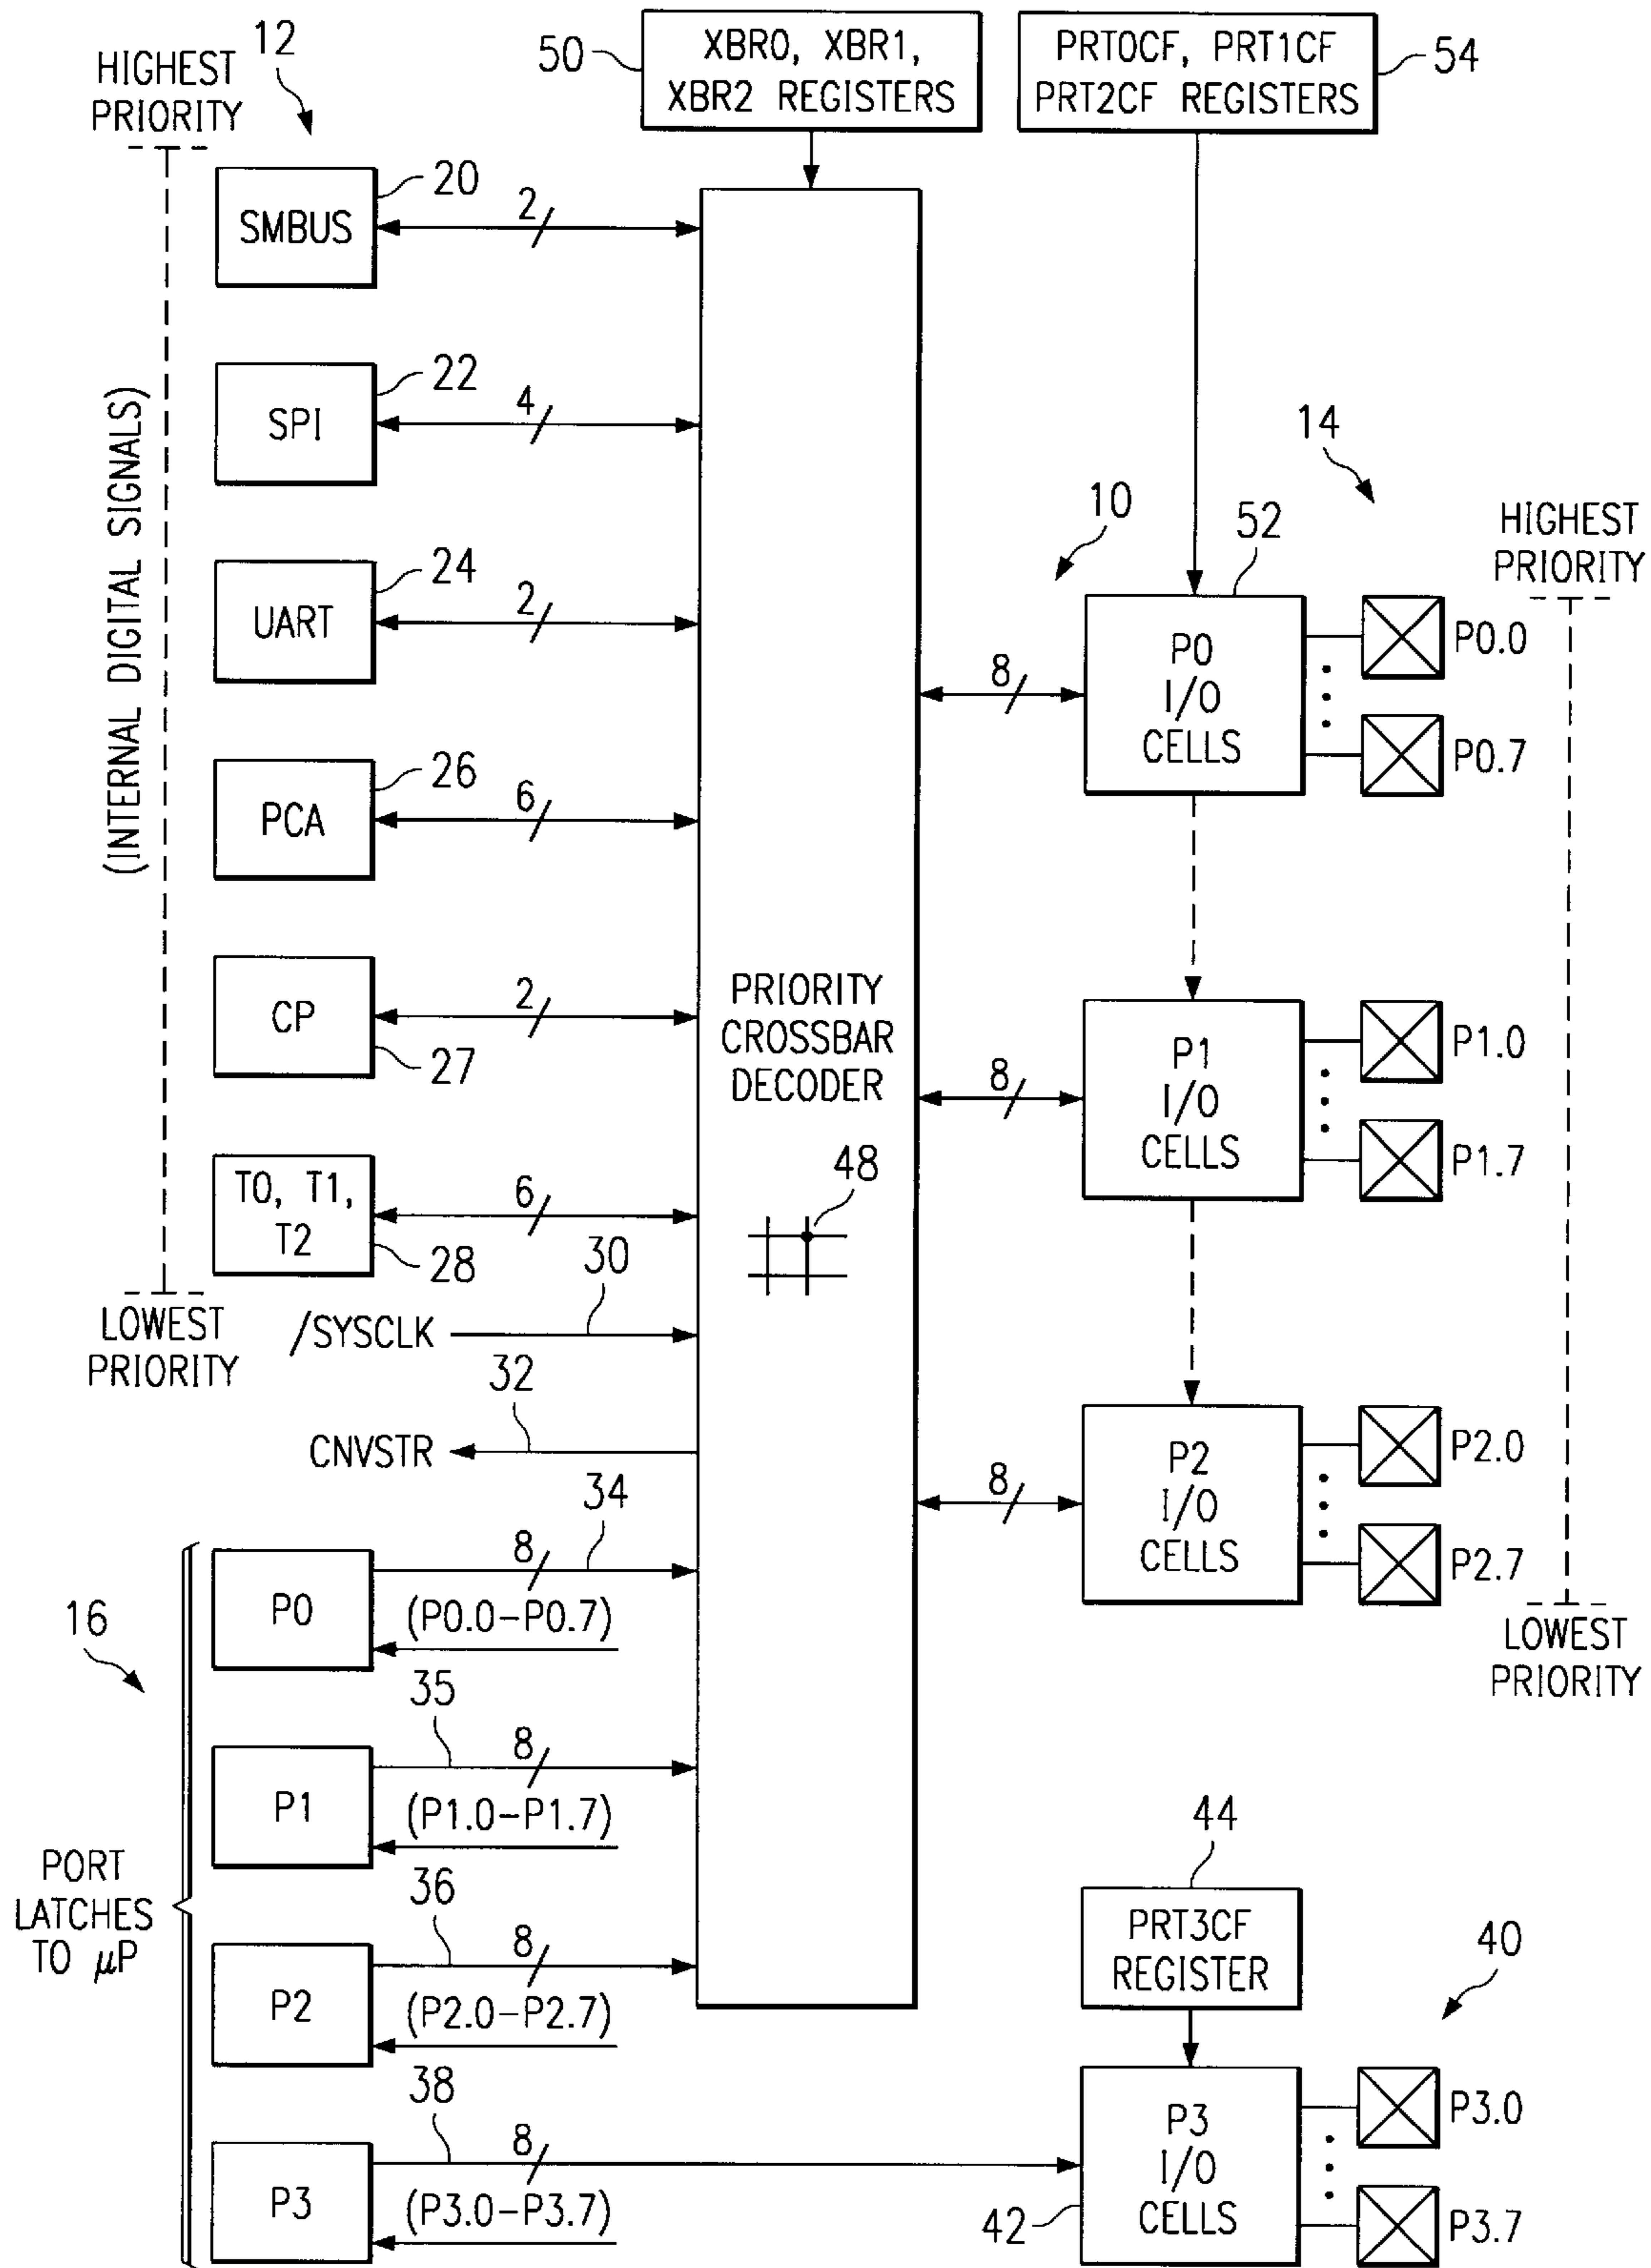 HIGHEST
PRIORITY
12
50
XBR0, XBR1,
XBR2 REGISTERS
PRT0CF, PRT1CF
PRT2CF REGISTERS
54
(INTERNAL DIGITAL SIGNALS)
SMBUS
20
2
SPI
22
4
UART
24
2
PCA
26
6
CP
27
2
T0, T1,
T2
28
6
LOWEST
PRIORITY
/SYSCLK
30
CNVSTR
32
PRIORITY
CROSSBAR
DECODER
48
10
14
52
HIGHEST
PRIORITY
8
P0
I/O
CELLS
P0.0
P0.7
8
P1
I/O
CELLS
P1.0
P1.7
8
P2
I/O
CELLS
P2.0
P2.7
LOWEST
PRIORITY
16
PORT
LATCHES
TO μP
P0
8
34
(P0.0-P0.7)
P1
35
8
(P1.0-P1.7)
P2
36
8
(P2.0-P2.7)
P3
38
8
(P3.0-P3.7)
44
PRT3CF
REGISTER
40
42
P3
I/O
CELLS
P3.0
P3.7